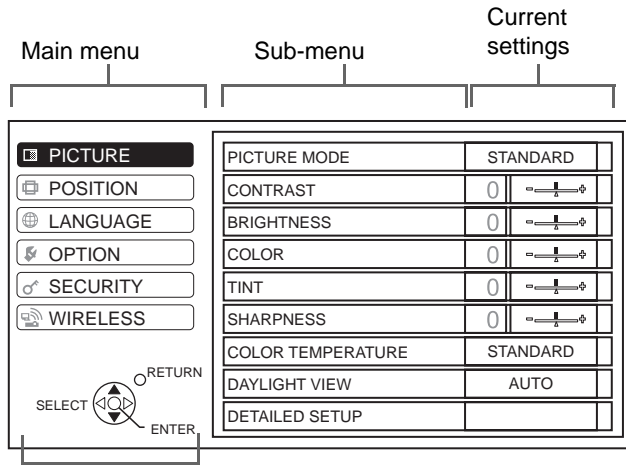 Main menu
Sub-menu
Current
settings
PICTURE
POSITION
LANGUAGE
OPTION
SECURITY
WIRELESS
RETURN
SELECT
ENTER
PICTURE MODE STANDARD
CONTRAST 0 - +
BRIGHTNESS 0 - +
COLOR 0 - +
TINT 0 - +
SHARPNESS 0 - +
COLOR TEMPERATURE STANDARD
DAYLIGHT VIEW AUTO
DETAILED SETUP